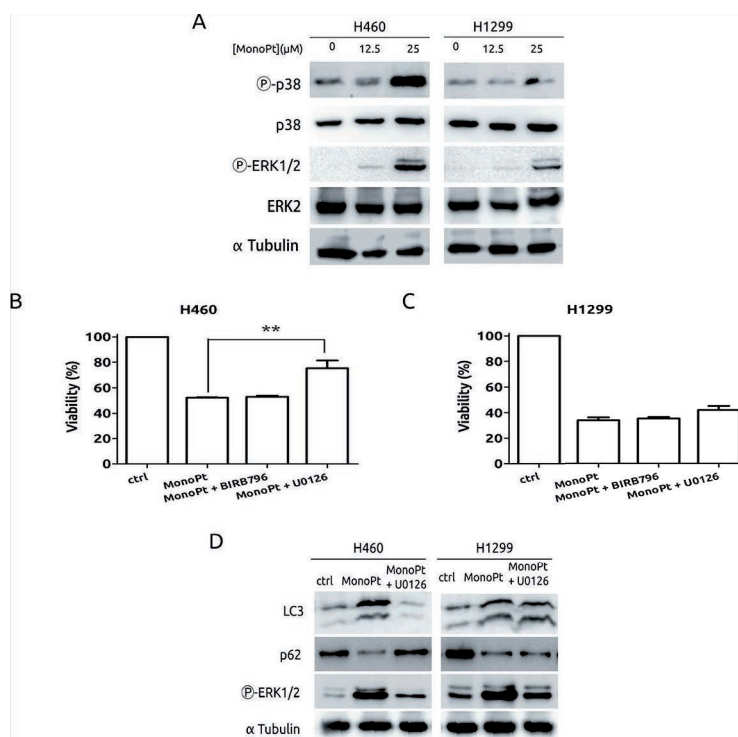 A
H460 H1299
[MonoPt](μM) 0 12.5 25 0 12.5 25
Ⓟ-p38
p38
Ⓟ-ERK1/2
ERK2
α Tubulin
B
H460
Viability (%)
100
80
60
40
20
0
**
ctrl
MonoPt
MonoPt + BIRB796
MonoPt + U0126
C
H1299
Viability (%)
100
80
60
40
20
0
ctrl
MonoPt
MonoPt + BIRB796
MonoPt + U0126
D
H460 H1299
ctrl MonoPt MonoPt + U0126 ctrl MonoPt MonoPt + U0126
LC3
p62
Ⓟ-ERK1/2
α Tubulin